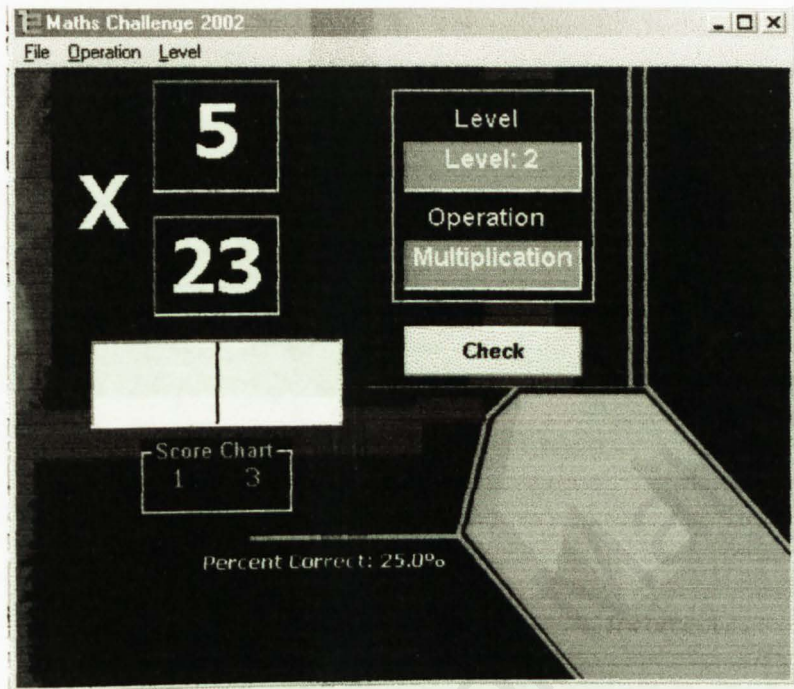 Maths Challenge 2002
File Operation Level
5
X
23
Level
Level: 2
Operation
Multiplication
Check
Score Chart
1 3
Percent Correct: 25.0%